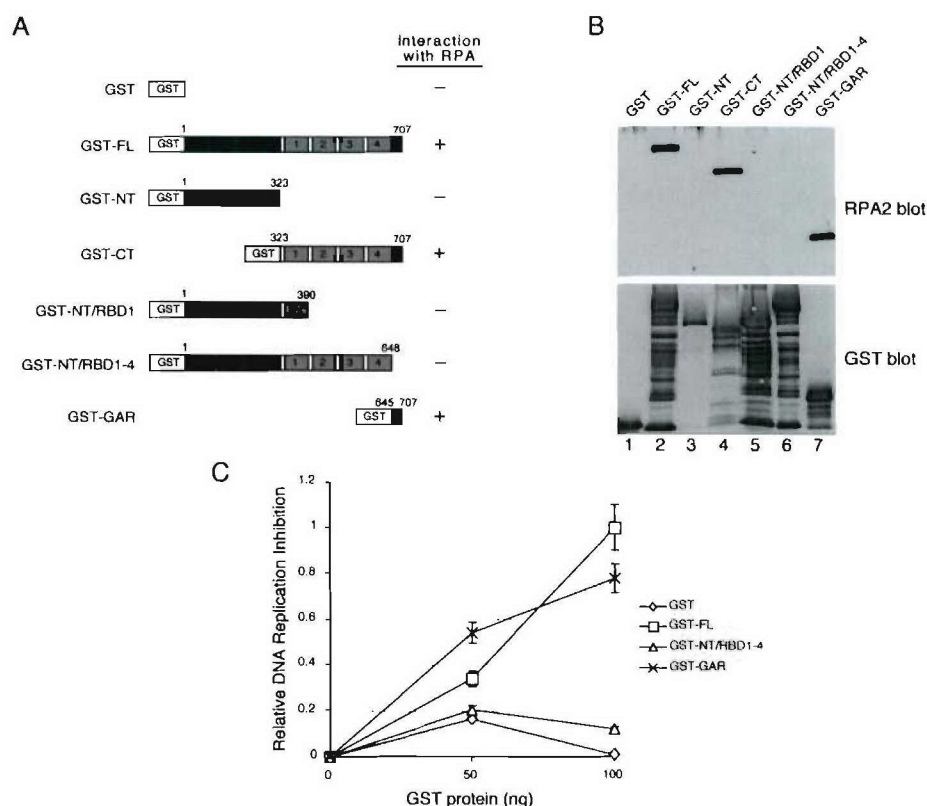 A
Interaction
with RPA
GST
GST
−
1
707
GST-FL
GST
1 2 3 4
+
1
323
GST-NT
GST
−
323
707
GST-CT
GST
1 2 3 4
+
1
390
GST-NT/RBD1
GST
−
1
648
GST-NT/RBD1-4
GST
1 2 3 4
−
645 707
GST-GAR
GST
+
B
GST
GST-FL
GST-NT
GST-CT
GST-NT/RBD1
GST-NT/RBD1-4
GST-GAR
RPA2 blot
GST blot
1 2 3 4 5 6 7
C
Relative DNA Replication Inhibition
1.2
1
0.8
0.6
0.4
0.2
0
0 50 100
GST protein (ng)
GST
GST-FL
GST-NT/RBD1-4
GST-GAR